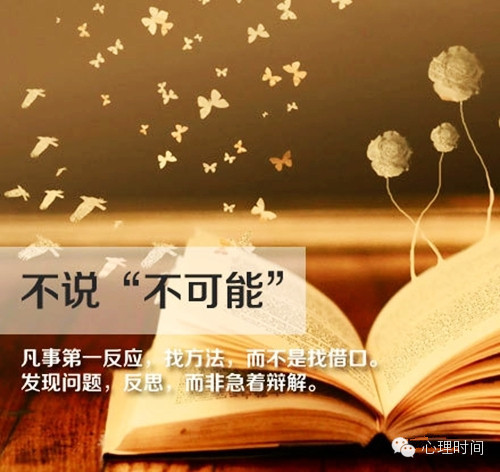 不说“不可能”
凡事第一反应，找方法，而不是找借口。
发现问题，反思，而非急着辩解。
心理时间